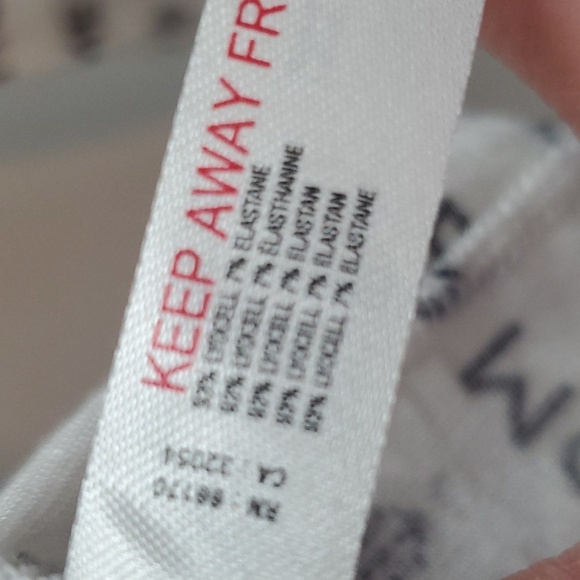 KEEP AWAY FR
93% LYOCELL 7% ELASTANE
93% LYOCELL 7% ELASTHANNE
93% LYOCELL 7% ELASTAN
93% LYOCELL 7% ELASTAN
93% LYOCELL 7% ELASTANE
RN : 88170
CA : 32054